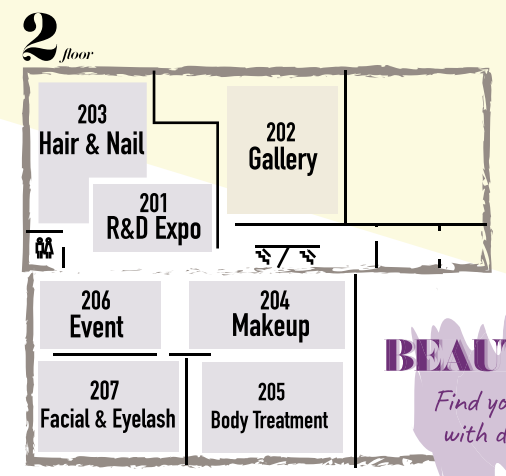 2 floor
203
Hair & Nail
202
Gallery
201
R&D Expo
206
Event
204
Makeup
207
Facial & Eyelash
205
Body Treatment
BEAU
Find yo
with d